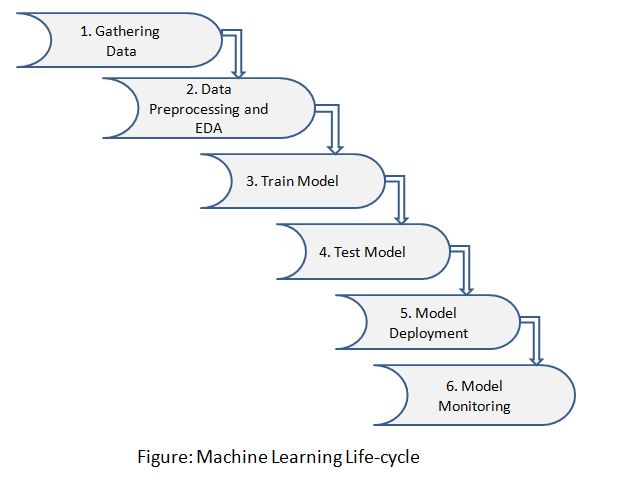 1. Gathering
Data
2. Data
Preprocessing and
EDA
3. Train Model
4. Test Model
5. Model
Deployment
6. Model
Monitoring
Figure: Machine Learning Life-cycle